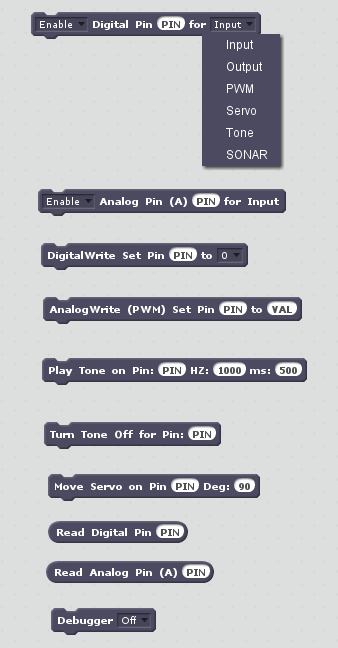 Enable Digital Pin PIN for Input
Input
Output
PWM
Servo
Tone
SONAR
Enable Analog Pin (A) PIN for Input
DigitalWrite Set Pin PIN to 0
AnalogWrite (PWM) Set Pin PIN to VAL
Play Tone on Pin: PIN HZ: 1000 ms: 500
Turn Tone Off for Pin: PIN
Move Servo on Pin PIN Deg: 90
Read Digital Pin PIN
Read Analog Pin (A) PIN
Debugger Off